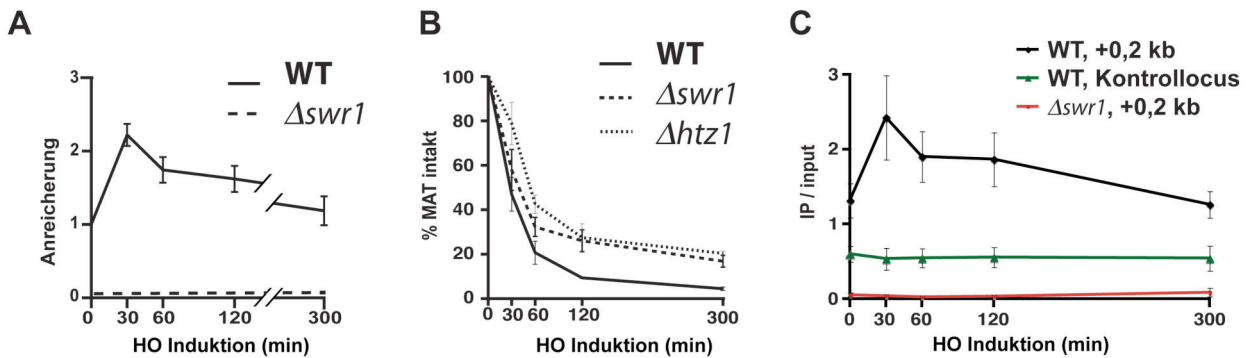 A
WT
Δswr1
Anreicherung
3
2
1
0
0 30 60 120 300
HO Induktion (min)
B
WT
Δswr1
Δhtz1
% MAT intakt
100
80
60
40
20
0
0 30 60 120 300
HO Induktion (min)
C
WT, +0,2 kb
WT, Kontrollocus
Δswr1, +0,2 kb
IP / input
3
2
1
0
0 30 60 120 300
HO Induktion (min)